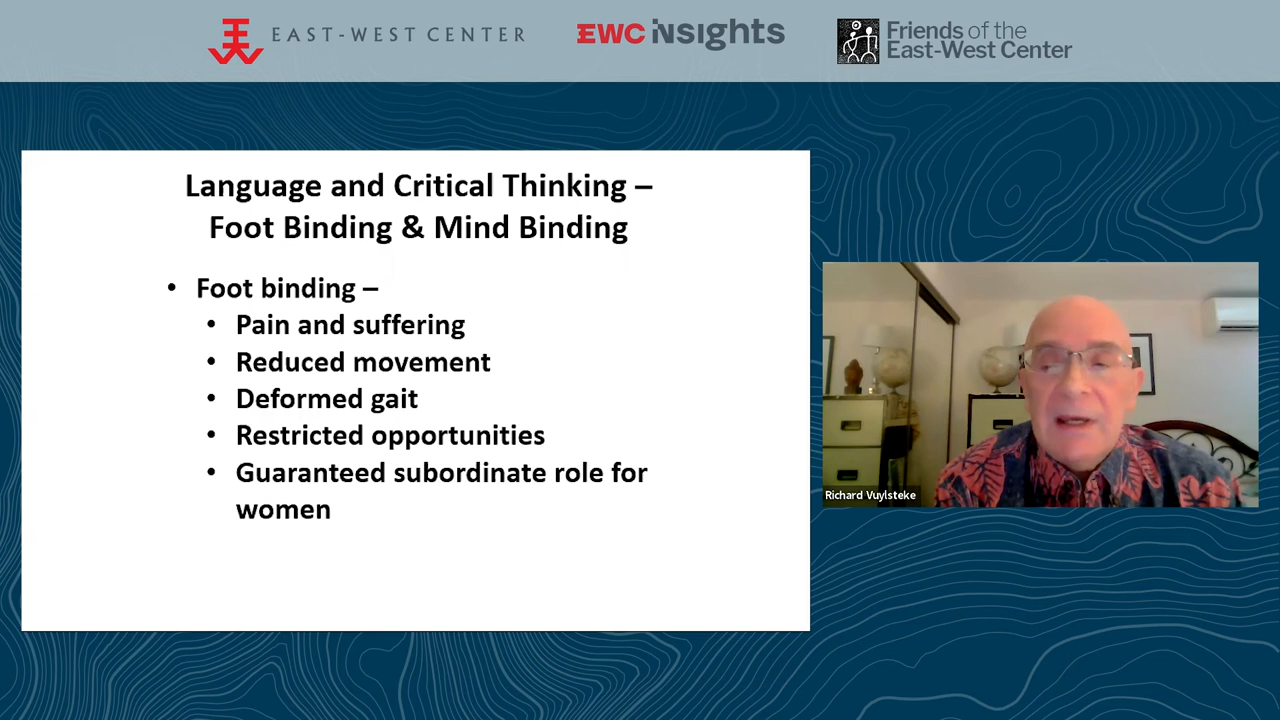 EAST-WEST CENTER
EWC iNsigHts
Friends of the
East-West Center
Language and Critical Thinking –
Foot Binding & Mind Binding
• Foot binding –
• Pain and suffering
• Reduced movement
• Deformed gait
• Restricted opportunities
• Guaranteed subordinate role for
women
Richard Vuylsteke